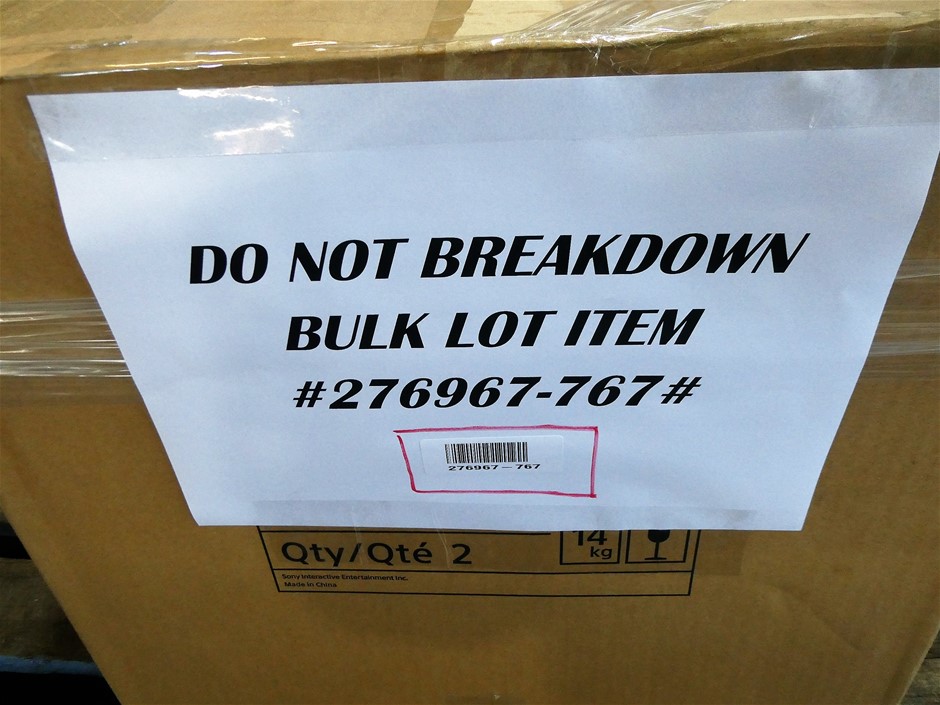 DO NOT BREAKDOWN
BULK LOT ITEM
#276967-767#
276967-767
Qty/Qté 2
14
kg
Sony Interactive Entertainment Inc.
Made in China